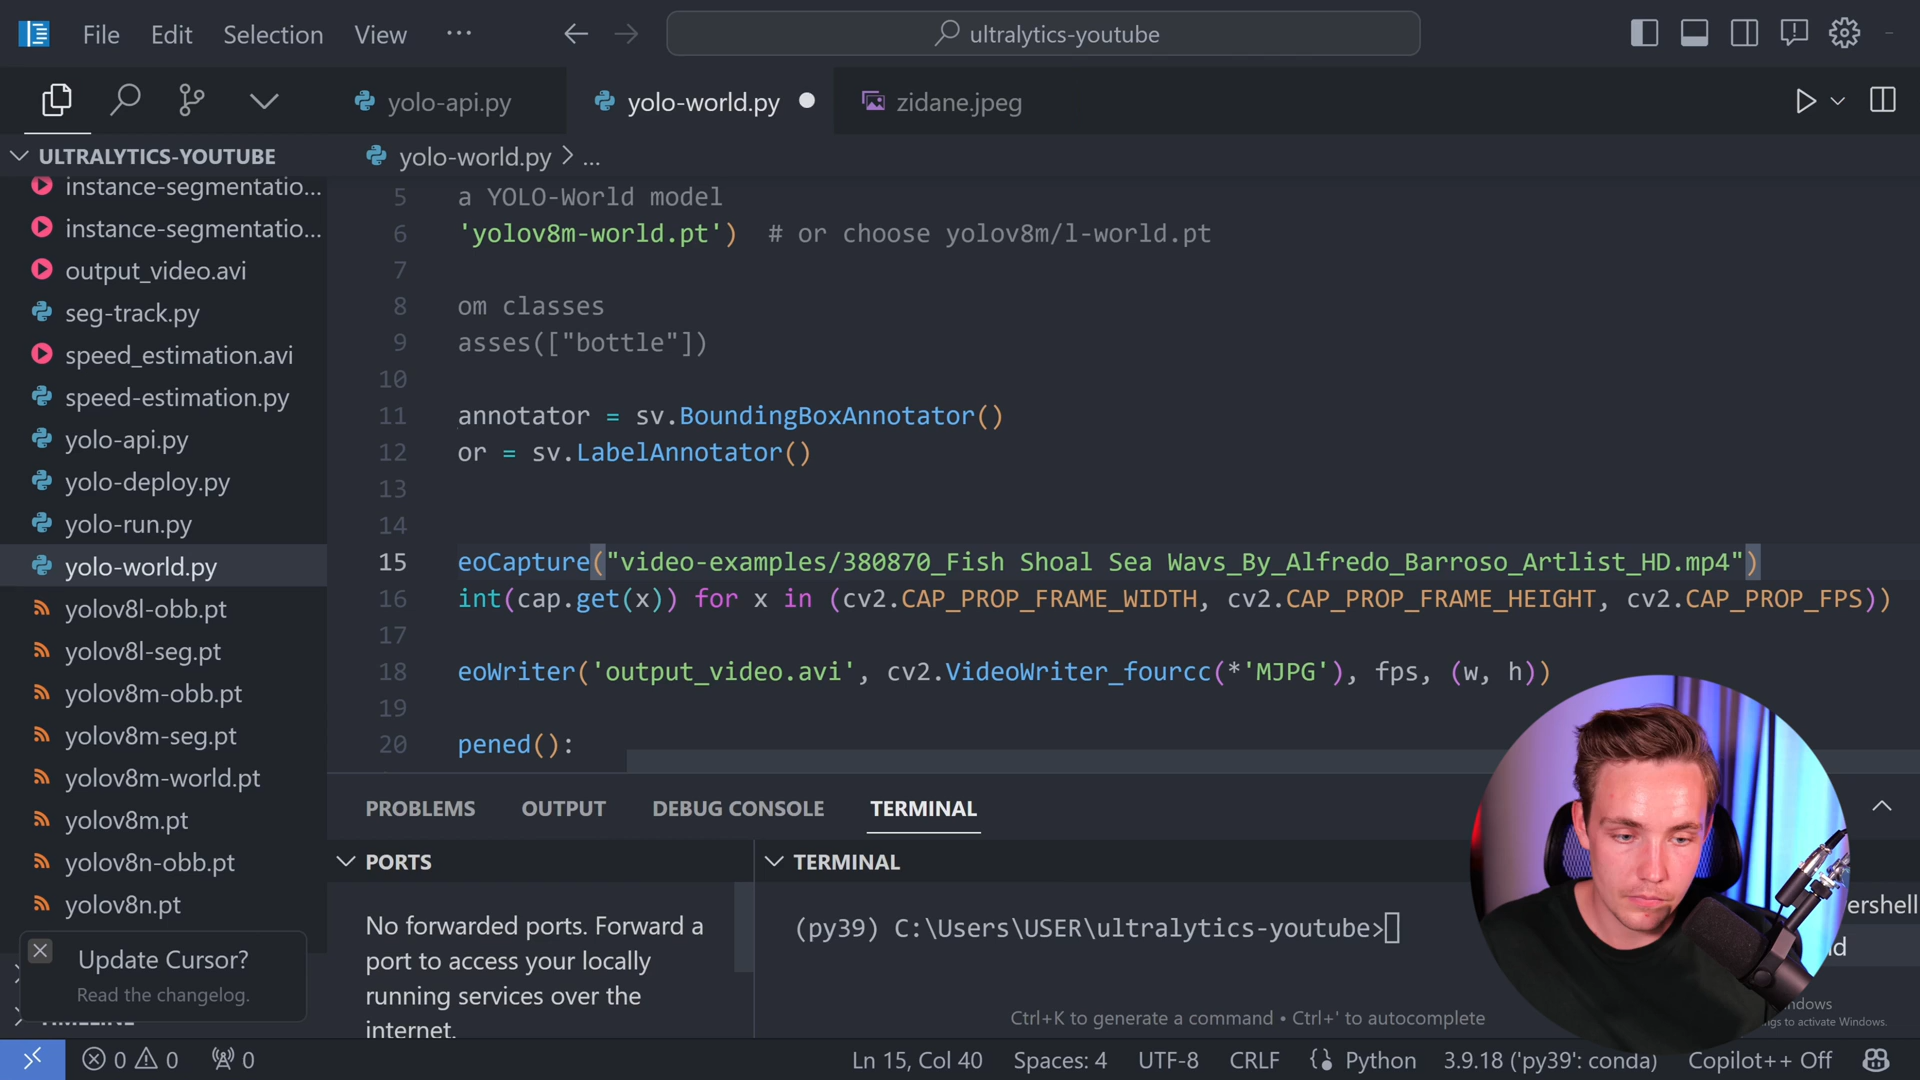 File Edit Selection View ... ultralytics-youtube
yolo-api.py yolo-world.py zidane.jpeg
ULTRALYTICS-YOUTUBE
yolo-world.py > ...
instance-segmentatio...
instance-segmentatio...
output_video.avi
seg-track.py
speed_estimation.avi
speed-estimation.py
yolo-api.py
yolo-deploy.py
yolo-run.py
yolo-world.py
yolov8l-obb.pt
yolov8l-seg.pt
yolov8m-obb.pt
yolov8m-seg.pt
yolov8m-world.pt
yolov8m.pt
yolov8n-obb.pt
yolov8n.pt
5 a YOLO-World model
6 'yolov8m-world.pt') # or choose yolov8m/l-world.pt
7
8 om classes
9 asses(["bottle"])
10
11 annotator = sv.BoundingBoxAnnotator()
12 or = sv.LabelAnnotator()
13
14
15 eoCapture("video-examples/380870_Fish Shoal Sea Wavs_By_Alfredo_Barroso_Artlist_HD.mp4")
16 int(cap.get(x)) for x in (cv2.CAP_PROP_FRAME_WIDTH, cv2.CAP_PROP_FRAME_HEIGHT, cv2.CAP_PROP_FPS))
17
18 eoWriter('output_video.avi', cv2.VideoWriter_fourcc(*'MJPG'), fps, (w, h))
19
20 pened():
PROBLEMS OUTPUT DEBUG CONSOLE TERMINAL
PORTS
No forwarded ports. Forward a
port to access your locally
running services over the
internet.
TERMINAL
(py39) C:\Users\USER\ultralytics-youtube>
Ctrl+K to generate a command • Ctrl+' to autocomplete
ershell
Update Cursor?
Read the changelog.
0 0 0
Ln 15, Col 40 Spaces: 4 UTF-8 CRLF Python 3.9.18 ('py39': conda) Copilot++ Off